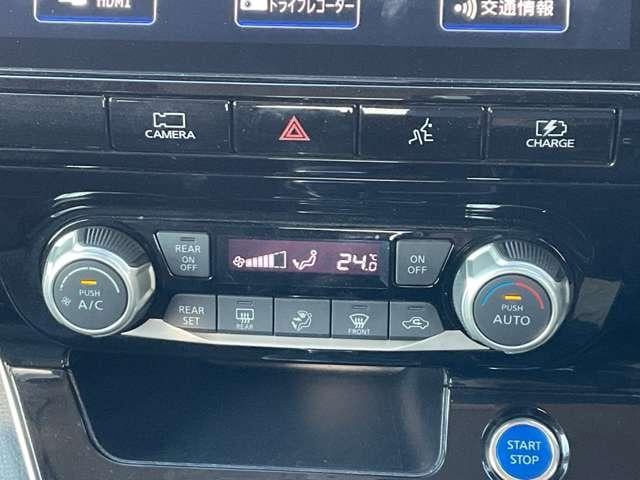 HDMI
ドライブレコーダー
交通情報
CAMERA
CHARGE
REAR
ON
OFF
24.0
℃
ON
OFF
PUSH
A/C
PUSH
AUTO
REAR
SET
REAR
FRONT
START
STOP